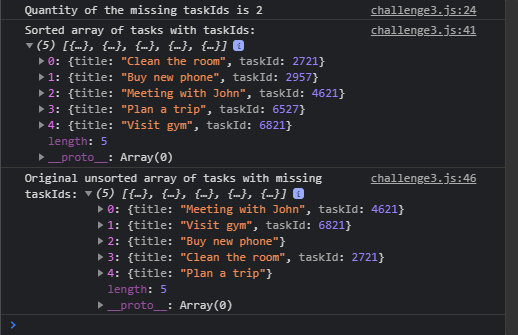 Quantity of the missing taskIds is 2 challenge3.js:24
Sorted array of tasks with taskIds: challenge3.js:41
▼(5) [{…}, {…}, {…}, {…}, {…}] i
▶0: {title: "Clean the room", taskId: 2721}
▶1: {title: "Buy new phone", taskId: 2957}
▶2: {title: "Meeting with John", taskId: 4621}
▶3: {title: "Plan a trip", taskId: 6527}
▶4: {title: "Visit gym", taskId: 6821}
length: 5
▶__proto__: Array(0)
Original unsorted array of tasks with missing challenge3.js:46
taskIds: ▼(5) [{…}, {…}, {…}, {…}, {…}] i
▶0: {title: "Meeting with John", taskId: 4621}
▶1: {title: "Visit gym", taskId: 6821}
▶2: {title: "Buy new phone"}
▶3: {title: "Clean the room", taskId: 2721}
▶4: {title: "Plan a trip"}
length: 5
▶__proto__: Array(0)
>